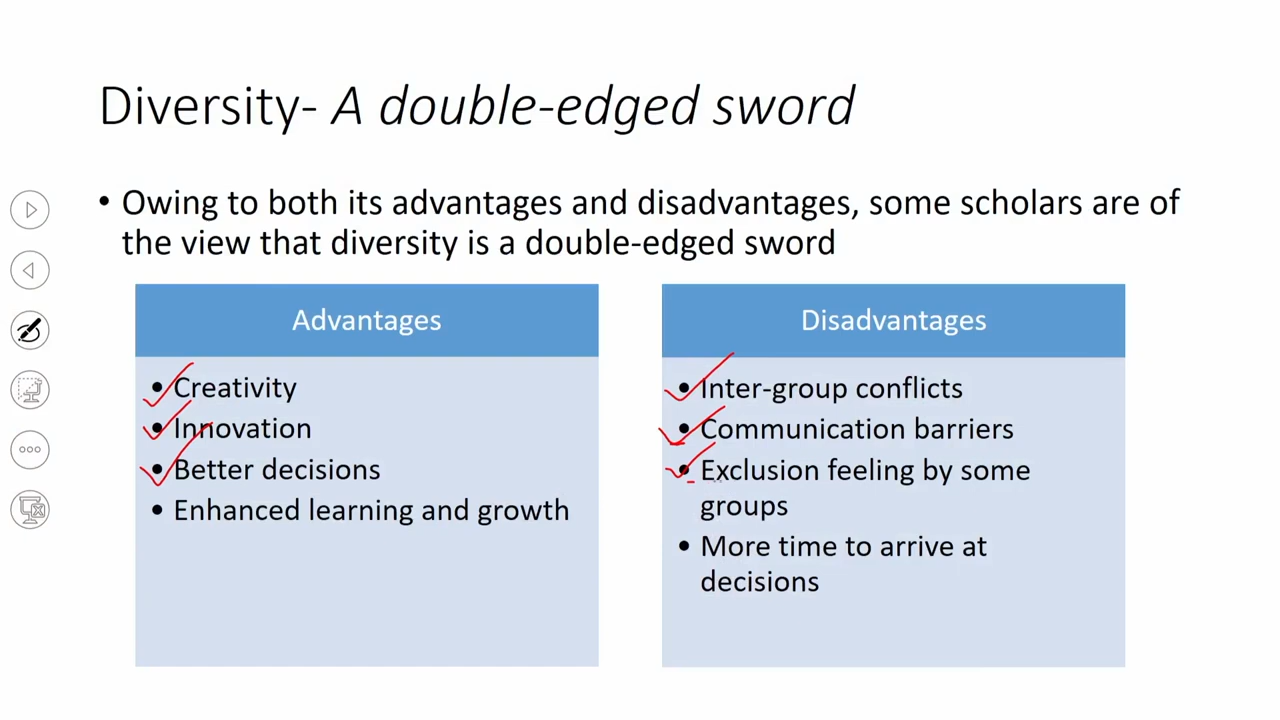 Diversity- A double-edged sword
• Owing to both its advantages and disadvantages, some scholars are of
the view that diversity is a double-edged sword
Advantages
• Creativity
• Innovation
• Better decisions
• Enhanced learning and growth
Disadvantages
• Inter-group conflicts
• Communication barriers
• Exclusion feeling by some
groups
• More time to arrive at
decisions